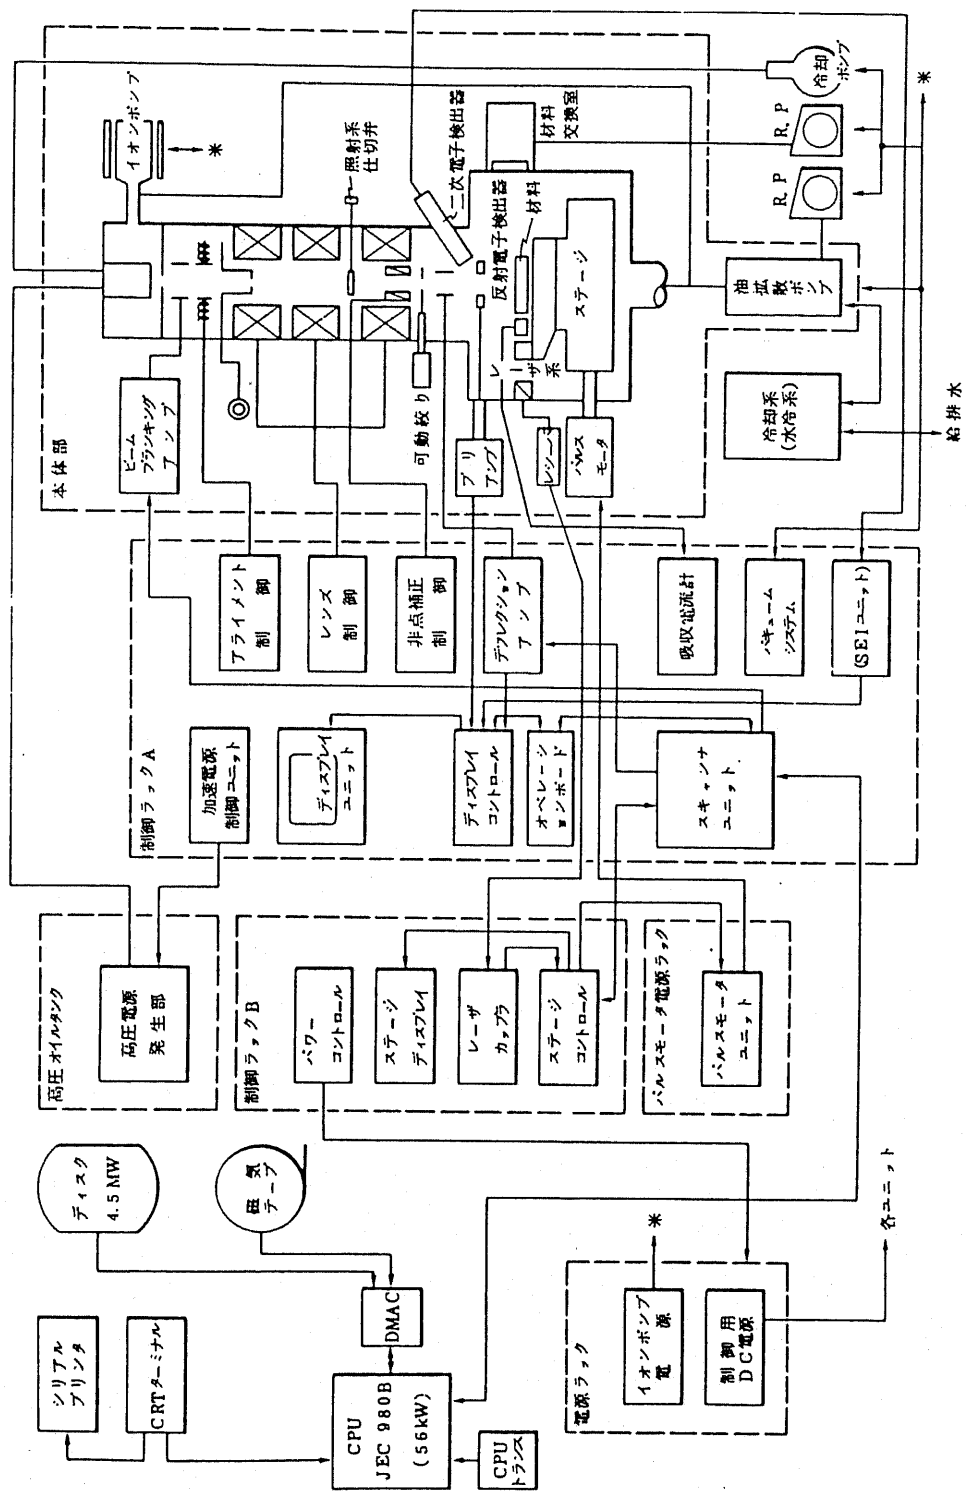 シリアル
プリンタ
CRTターミナル
CPU
JEC 980B
(56kW)
CPU
トランス
DMAC
ディスク
4.5MW
磁気
テープ
電源ラック
イオンポンプ
電源
制御用
DC電源
各ユニット
米
高圧オイルタンク
高圧電源
発生部
制御ラックB
パワー
コントロール
ステージ
ディスプレイ
レーザ
カップラ
ステージ
コントロール
パルスモータ電源ラック
パルスモータ
ユニット
制御ラックA
加速電源
制御ユニット
ディスプレイ
ユニット
ディスプレイ
コントロール
オペレーシ
ョンボード
スキャンナ
ユニット
アライメント
制御
レンズ
制御
非点補正
制御
デフレクション
アンプ
吸収電流計
バキューム
システム
(SEIユニット)
本体部
ビーム
ブランキング
アンプ
可動絞り
プリ
アンプ
レシーバ
パルス
モータ
レーザ系
冷却系
(水冷系)
給排水
イオンポンプ
米
照射系
仕切弁
二次電子検出器
反射電子検出器
材料
ステージ
材料
交換室
油拡散
ポンプ
R.P
R.P
冷却
ポンプ
米